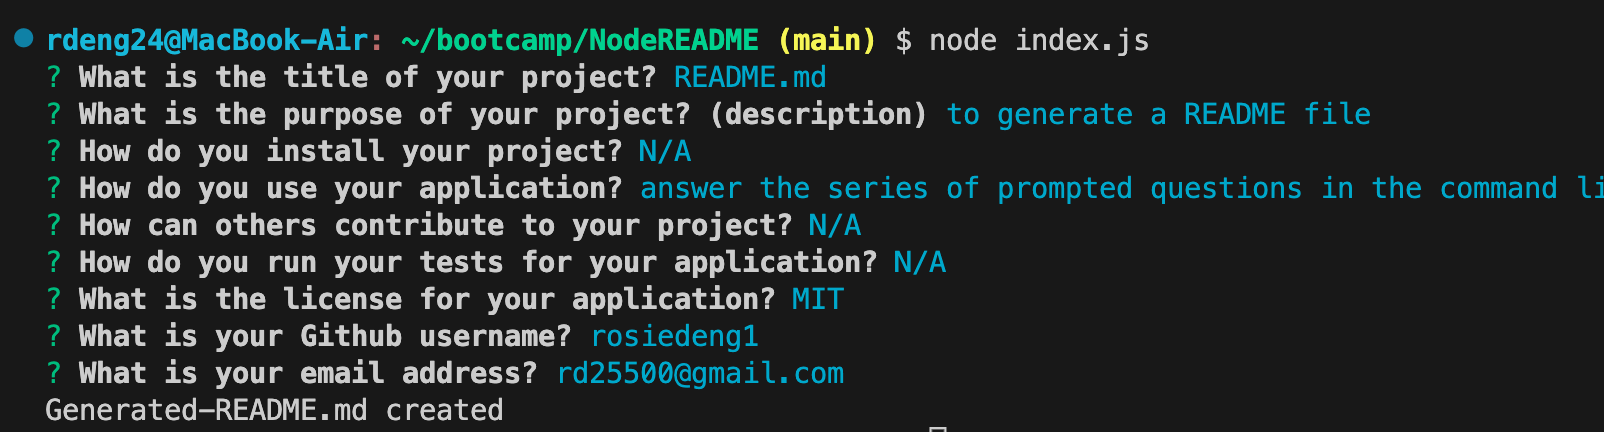 rdeng24@MacBook-Air: ~/bootcamp/NodeREADME (main) $ node index.js
? What is the title of your project? README.md
? What is the purpose of your project? (description) to generate a README file
? How do you install your project? N/A
? How do you use your application? answer the series of prompted questions in the command li
? How can others contribute to your project? N/A
? How do you run your tests for your application? N/A
? What is the license for your application? MIT
? What is your Github username? rosiedeng1
? What is your email address? rd25500@gmail.com
Generated-README.md created